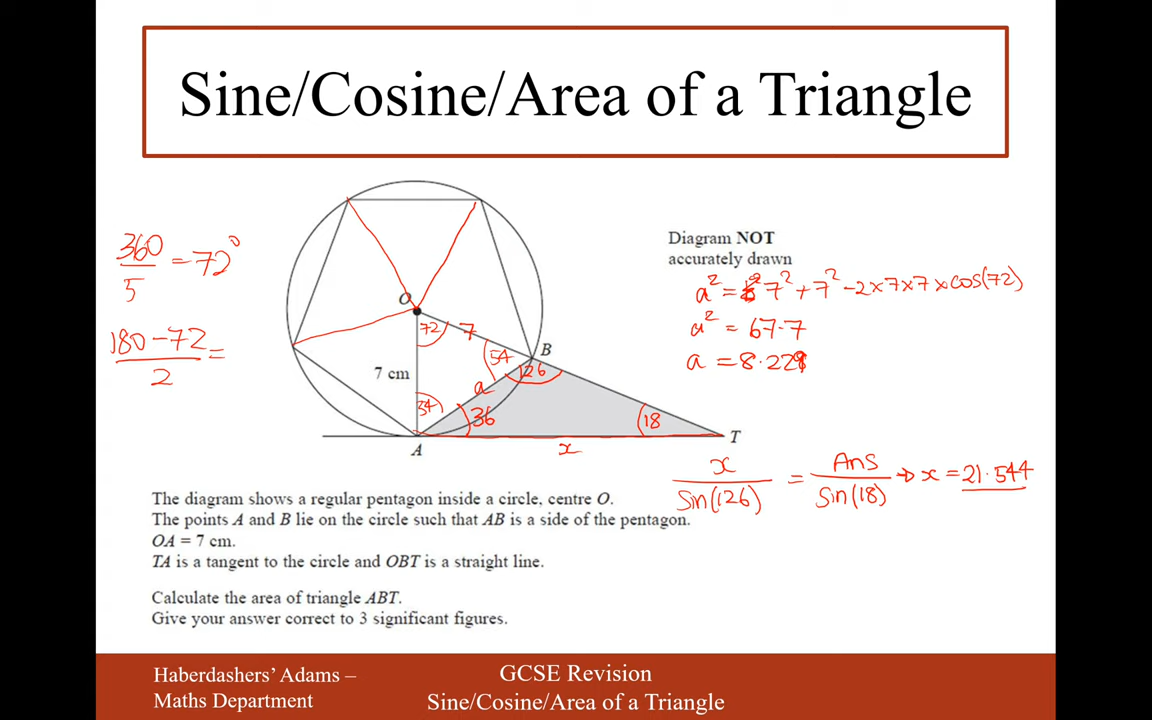 Sine/Cosine/Area of a Triangle
360/5 = 72°
180-72/2 =
O
72
7
54
B
126
7 cm
a
54
36
18
A
x
T
Diagram NOT
accurately drawn
a² = 7² + 7² - 2×7×7×cos(72)
a² = 67.7
a = 8.229
x/Sin(126) = Ans/Sin(18) → x = 21.544
The diagram shows a regular pentagon inside a circle, centre O.
The points A and B lie on the circle such that AB is a side of the pentagon.
OA = 7 cm.
TA is a tangent to the circle and OBT is a straight line.
Calculate the area of triangle ABT.
Give your answer correct to 3 significant figures.
Haberdashers' Adams –
Maths Department
GCSE Revision
Sine/Cosine/Area of a Triangle